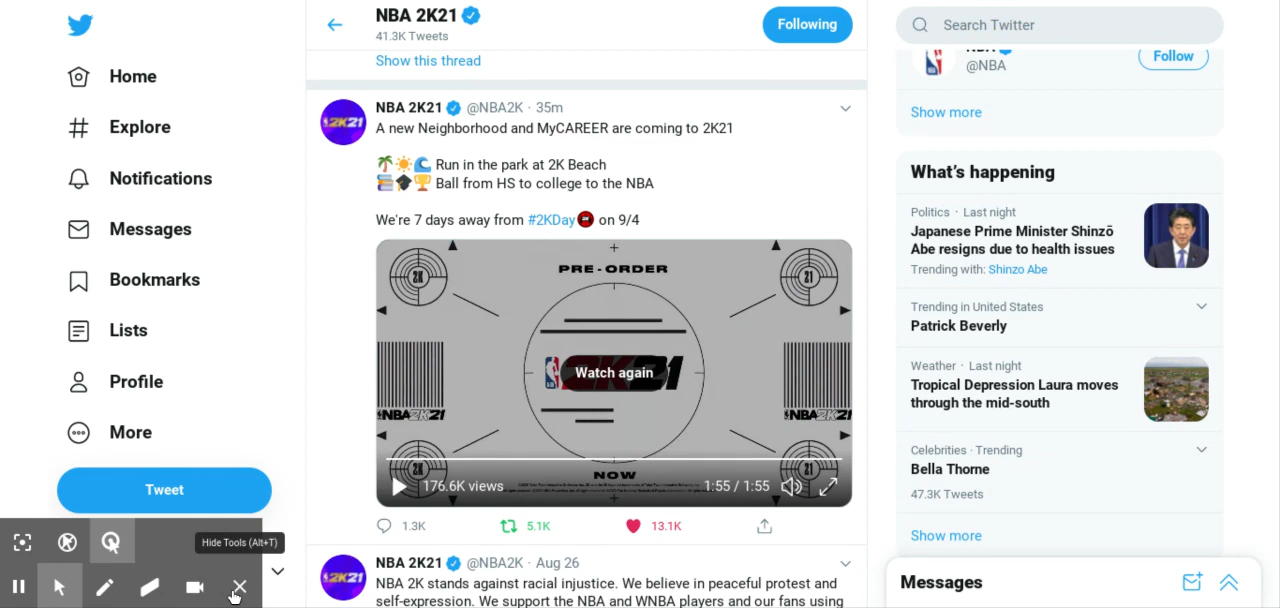 Home
Explore
Notifications
Messages
Bookmarks
Lists
Profile
More
Tweet
Hide Tools (Alt+T)
NBA 2K21
41.3K Tweets
Following
Show this thread
NBA 2K21 @NBA2K · 35m
A new Neighborhood and MyCAREER are coming to 2K21
🌴☀️🌊 Run in the park at 2K Beach
📚🎓🏆 Ball from HS to college to the NBA
We're 7 days away from #2KDay on 9/4
2K
PRE-ORDER
21
2K21
Watch again
NBA2K21
NBA2K21
2K
NOW
21
176.6K views
1:55 / 1:55
1.3K
5.1K
13.1K
NBA 2K21 @NBA2K · Aug 26
NBA 2K stands against racial injustice. We believe in peaceful protest and
self-expression. We support the NBA and WNBA players and our fans using
Search Twitter
NBA
@NBA
Follow
Show more
What's happening
Politics · Last night
Japanese Prime Minister Shinzō
Abe resigns due to health issues
Trending with: Shinzo Abe
Trending in United States
Patrick Beverly
Weather · Last night
Tropical Depression Laura moves
through the mid-south
Celebrities · Trending
Bella Thorne
47.3K Tweets
Show more
Messages